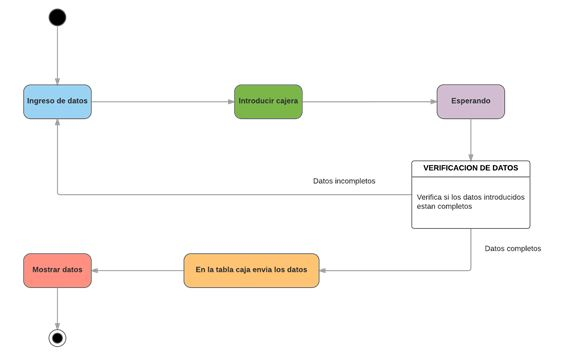 Ingreso de datos
Introducir cajera
Esperando
VERIFICACION DE DATOS
Verifica si los datos introducidos
estan completos
Datos incompletos
Datos completos
Mostrar datos
En la tabla caja envia los datos